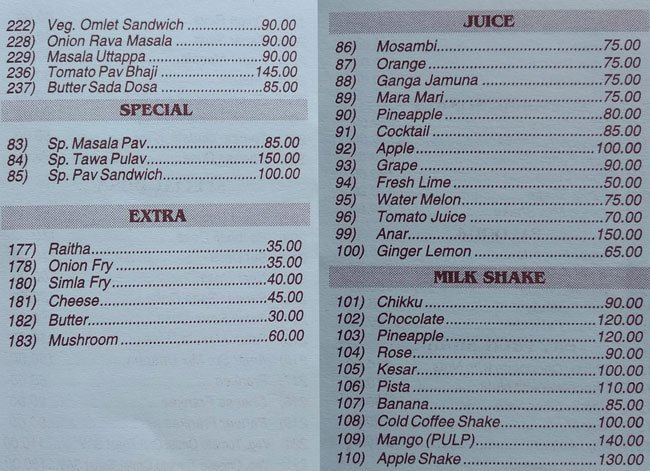 222) Veg. Omlet Sandwich ................ 90.00
228) Onion Rava Masala .................. 90.00
229) Masala Uttappa ....................... 90.00
236) Tomato Pav Bhaji ................... 145.00
237) Butter Sada Dosa .................... 85.00
SPECIAL
83) Sp. Masala Pav ........................ 85.00
84) Sp. Tawa Pulav ...................... 150.00
85) Sp. Pav Sandwich .................. 100.00
EXTRA
177) Raitha .................................... 35.00
178) Onion Fry ............................... 35.00
180) Simla Fry ................................ 40.00
181) Cheese .................................. 45.00
182) Butter ..................................... 30.00
183) Mushroom .............................. 60.00
JUICE
86) Mosambi .................................. 75.00
87) Orange .................................... 75.00
88) Ganga Jamuna ....................... 75.00
89) Mara Mari ................................ 75.00
90) Pineapple ................................ 80.00
91) Cocktail ................................... 85.00
92) Apple ..................................... 100.00
93) Grape ...................................... 90.00
94) Fresh Lime .............................. 50.00
95) Water Melon ............................ 75.00
96) Tomato Juice ........................... 70.00
99) Anar ....................................... 150.00
100) Ginger Lemon ........................ 65.00
MILK SHAKE
101) Chikku .................................... 90.00
102) Chocolate ............................. 120.00
103) Pineapple ............................. 120.00
104) Rose ...................................... 90.00
105) Kesar .................................... 100.00
106) Pista ..................................... 110.00
107) Banana .................................. 85.00
108) Cold Coffee Shake ................ 100.00
109) Mango (PULP) ...................... 140.00
110) Apple Shake ......................... 130.00